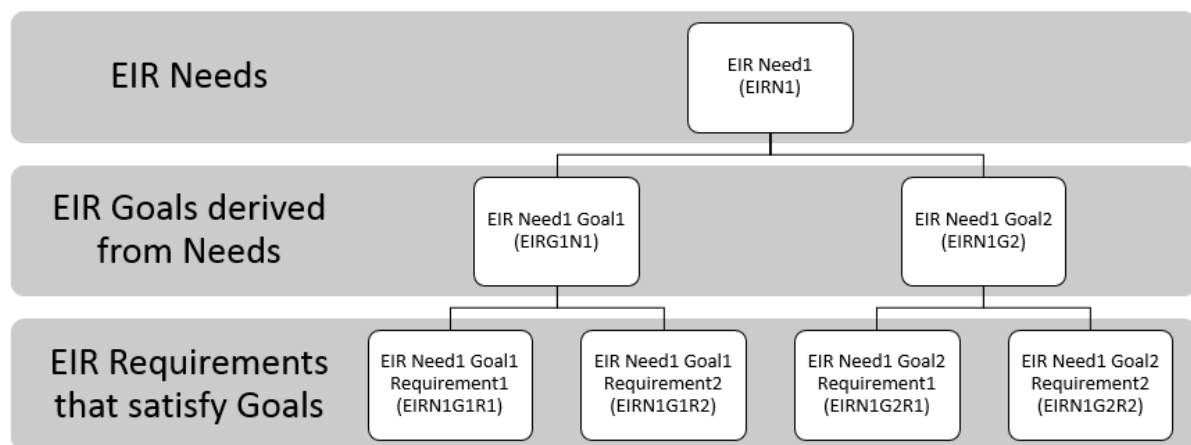 EIR Needs
EIR Need1
(EIRN1)
EIR Goals derived
from Needs
EIR Need1 Goal1
(EIRG1N1)
EIR Need1 Goal2
(EIRN1G2)
EIR Requirements
that satisfy Goals
EIR Need1 Goal1
Requirement1
(EIRN1G1R1)
EIR Need1 Goal1
Requirement2
(EIRN1G1R2)
EIR Need1 Goal2
Requirement1
(EIRN1G2R1)
EIR Need1 Goal2
Requirement2
(EIRN1G2R2)